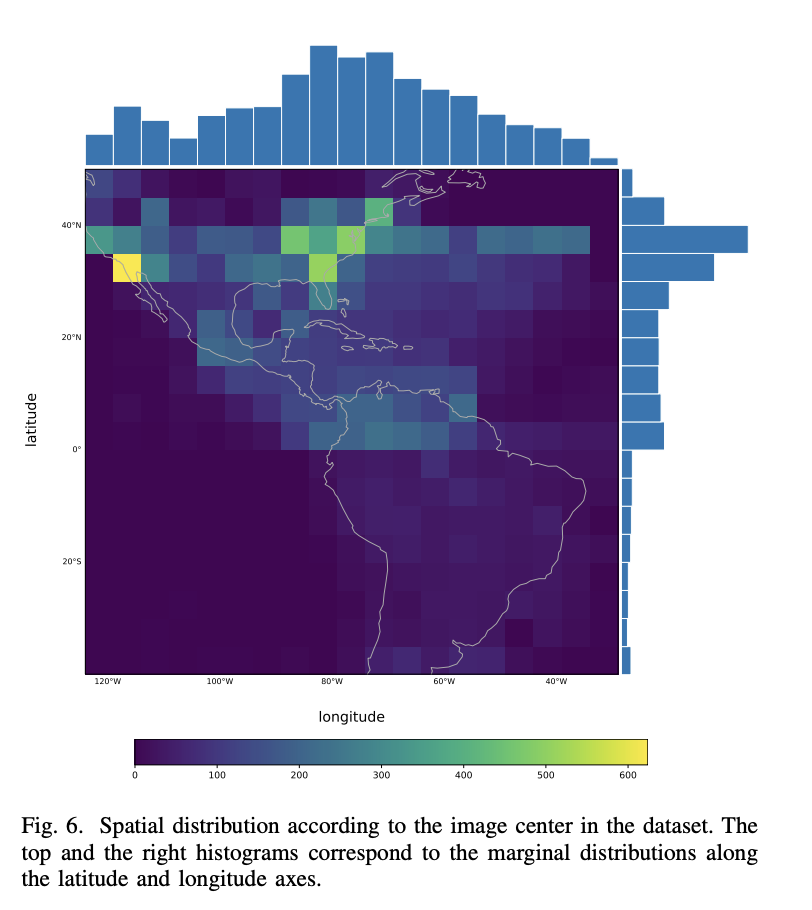 40°N
20°N
0°
20°S
latitude
120°W 100°W 80°W 60°W 40°W
longitude
0 100 200 300 400 500 600
Fig. 6. Spatial distribution according to the image center in the dataset. The
top and the right histograms correspond to the marginal distributions along
the latitude and longitude axes.